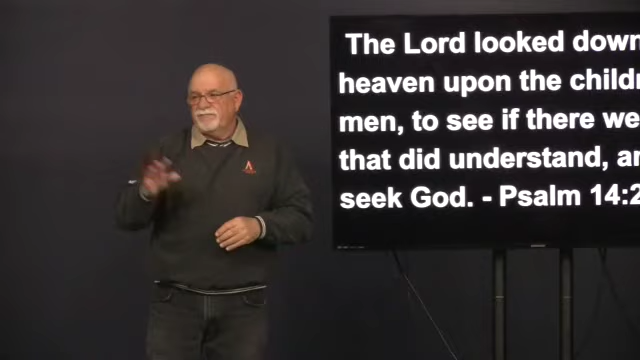 The Lord looked down
heaven upon the
men, to see if there
that did understand,
seek God. - Psalm 14:2